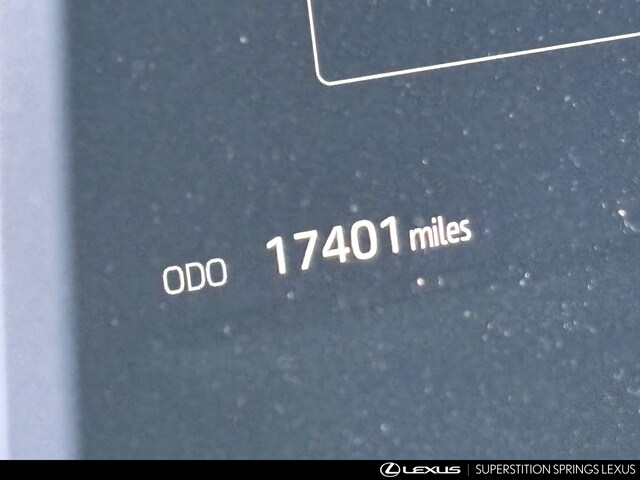 ODO 17401 miles
LEXUS | SUPERSTITION SPRINGS LEXUS